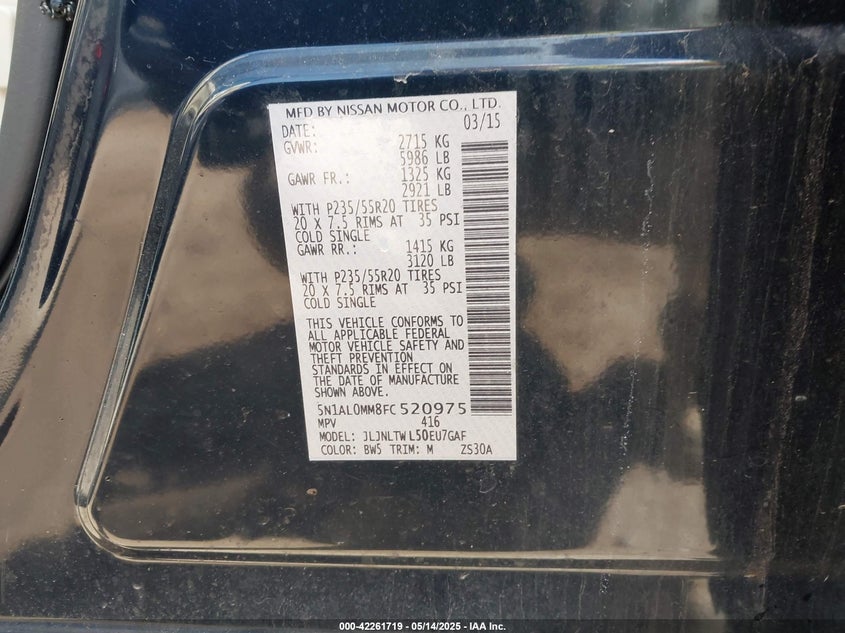 MFD BY NISSAN MOTOR CO., LTD.
DATE: 03/15
GVWR: 2715 KG
5986 LB
GAWR FR.: 1325 KG
2921 LB
WITH P235/55R20 TIRES
20 X 7.5 RIMS AT 35 PSI
COLD SINGLE
GAWR RR.: 1415 KG
3120 LB
WITH P235/55R20 TIRES
20 X 7.5 RIMS AT 35 PSI
COLD SINGLE
THIS VEHICLE CONFORMS TO
ALL APPLICABLE FEDERAL
MOTOR VEHICLE SAFETY AND
THEFT PREVENTION
STANDARDS IN EFFECT ON
THE DATE OF MANUFACTURE
SHOWN ABOVE.
5N1AL0MM8FC520975
MPV 416
MODEL: JLJNLTWL50EU7GAF
COLOR: BW5 TRIM: M ZS30A
000-42261719 - 05/14/2025 - IAA Inc.